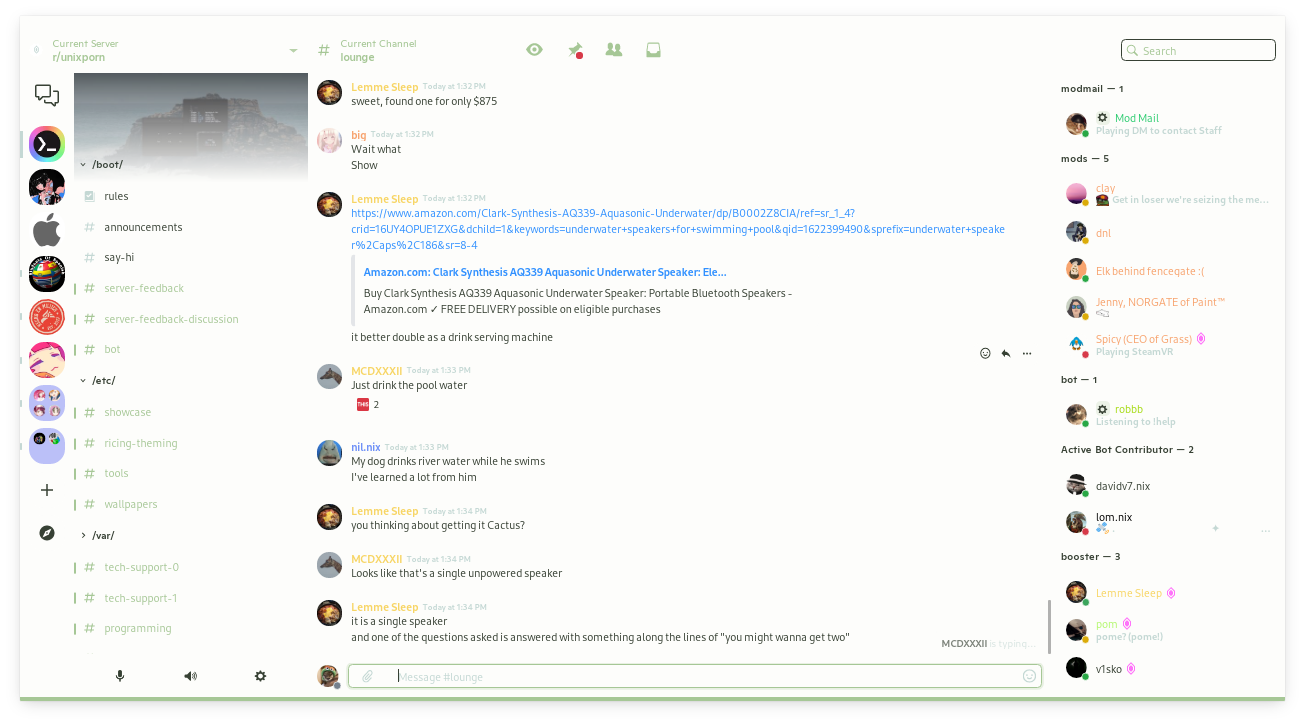 Current Server
r/unixporn
Current Channel
lounge
Search
/boot/
rules
announcements
say-hi
server-feedback
server-feedback-discussion
bot
/etc/
showcase
ricing-theming
tools
wallpapers
/var/
tech-support-0
tech-support-1
programming
Lemme Sleep Today at 1:32 PM
sweet, found one for only $875
big Today at 1:32 PM
Wait what
Show
Lemme Sleep Today at 1:32 PM
https://www.amazon.com/Clark-Synthesis-AQ339-Aquasonic-Underwater/dp/B0002Z8CIA/ref=sr_1_4?
crid=16UY4OPUE1ZXG&dchild=1&keywords=underwater+speakers+for+swimming+pool&qid=1622399490&sprefix=underwater+speake
r%2Caps%2C186&sr=8-4
Amazon.com: Clark Synthesis AQ339 Aquasonic Underwater Speaker: Ele...
Buy Clark Synthesis AQ339 Aquasonic Underwater Speaker: Portable Bluetooth Speakers -
Amazon.com ✓ FREE DELIVERY possible on eligible purchases
it better double as a drink serving machine
MCDXXXII Today at 1:33 PM
Just drink the pool water
THIS 2
nil.nix Today at 1:33 PM
My dog drinks river water while he swims
I've learned a lot from him
Lemme Sleep Today at 1:34 PM
you thinking about getting it Cactus?
MCDXXXII Today at 1:34 PM
Looks like that's a single unpowered speaker
Lemme Sleep Today at 1:34 PM
it is a single speaker
and one of the questions asked is answered with something along the lines of "you might wanna get two"
MCDXXXII is typing...
Message #lounge
modmail — 1
Mod Mail
Playing DM to contact Staff
mods — 5
clay
Get in loser we're seizing the me...
dnl
Elk behind fenceqate :(
Jenny, NORGATE of Paint™
Spicy (CEO of Grass)
Playing SteamVR
bot — 1
robbb
Listening to !help
Active Bot Contributor — 2
davidv7.nix
lom.nix
booster — 3
Lemme Sleep
pom
pome? (pome!)
v1sko